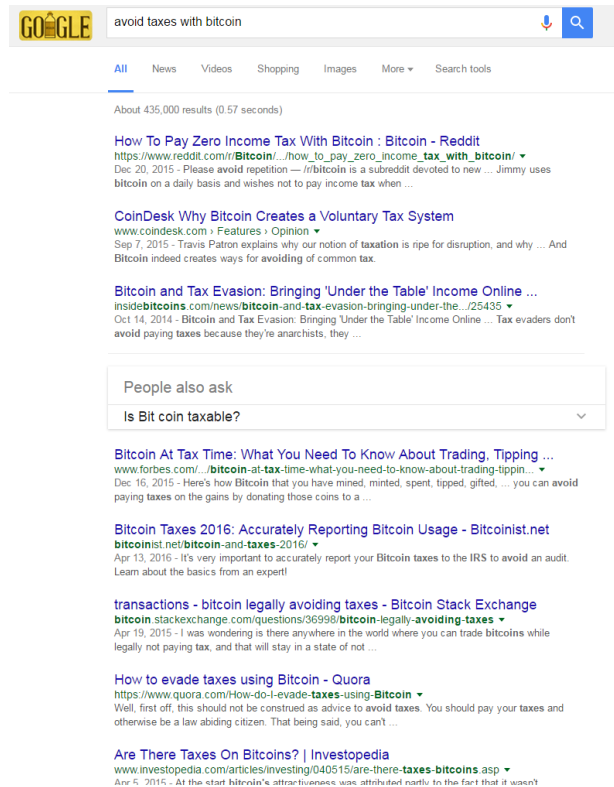 GOOGLE
avoid taxes with bitcoin
All News Videos Shopping Images More Search tools
About 435,000 results (0.57 seconds)
How To Pay Zero Income Tax With Bitcoin : Bitcoin - Reddit
https://www.reddit.com/r/Bitcoin/.../how_to_pay_zero_income_tax_with_bitcoin/
Dec 20, 2015 - Please avoid repetition — /r/bitcoin is a subreddit devoted to new ... Jimmy uses
bitcoin on a daily basis and wishes not to pay income tax when ...
CoinDesk Why Bitcoin Creates a Voluntary Tax System
www.coindesk.com › Features › Opinion
Sep 7, 2015 - Travis Patron explains why our notion of taxation is ripe for disruption, and why ... And
Bitcoin indeed creates ways for avoiding of common tax.
Bitcoin and Tax Evasion: Bringing 'Under the Table' Income Online ...
insidebitcoins.com/news/bitcoin-and-tax-evasion-bringing-under-the.../25435
Oct 14, 2014 - Bitcoin and Tax Evasion: Bringing 'Under the Table' Income Online ... Tax evaders don't
avoid paying taxes because they're anarchists, they ...
People also ask
Is Bit coin taxable?
Bitcoin At Tax Time: What You Need To Know About Trading, Tipping ...
www.forbes.com/.../bitcoin-at-tax-time-what-you-need-to-know-about-trading-tippin...
Dec 16, 2015 - Here's how Bitcoin that you have mined, minted, spent, tipped, gifted, ... you can avoid
paying taxes on the gains by donating those coins to a ...
Bitcoin Taxes 2016: Accurately Reporting Bitcoin Usage - Bitcoinist.net
bitcoinist.net/bitcoin-and-taxes-2016/
Apr 13, 2016 - It's very important to accurately report your Bitcoin taxes to the IRS to avoid an audit.
Learn about the basics from an expert!
transactions - bitcoin legally avoiding taxes - Bitcoin Stack Exchange
bitcoin.stackexchange.com/questions/36998/bitcoin-legally-avoiding-taxes
Apr 19, 2015 - I was wondering is there anywhere in the world where you can trade bitcoins while
legally not paying tax, and that will stay in a state of not ...
How to evade taxes using Bitcoin - Quora
https://www.quora.com/How-do-I-evade-taxes-using-Bitcoin
Well, first off, this should not be construed as advice to avoid taxes. You should pay your taxes and
otherwise be a law abiding citizen. That being said, you can't ...
Are There Taxes On Bitcoins? | Investopedia
www.investopedia.com/articles/investing/040515/are-there-taxes-bitcoins.asp
Apr 5, 2015 - At the start bitcoin's attractiveness was attributed partly to the fact that it wasn't